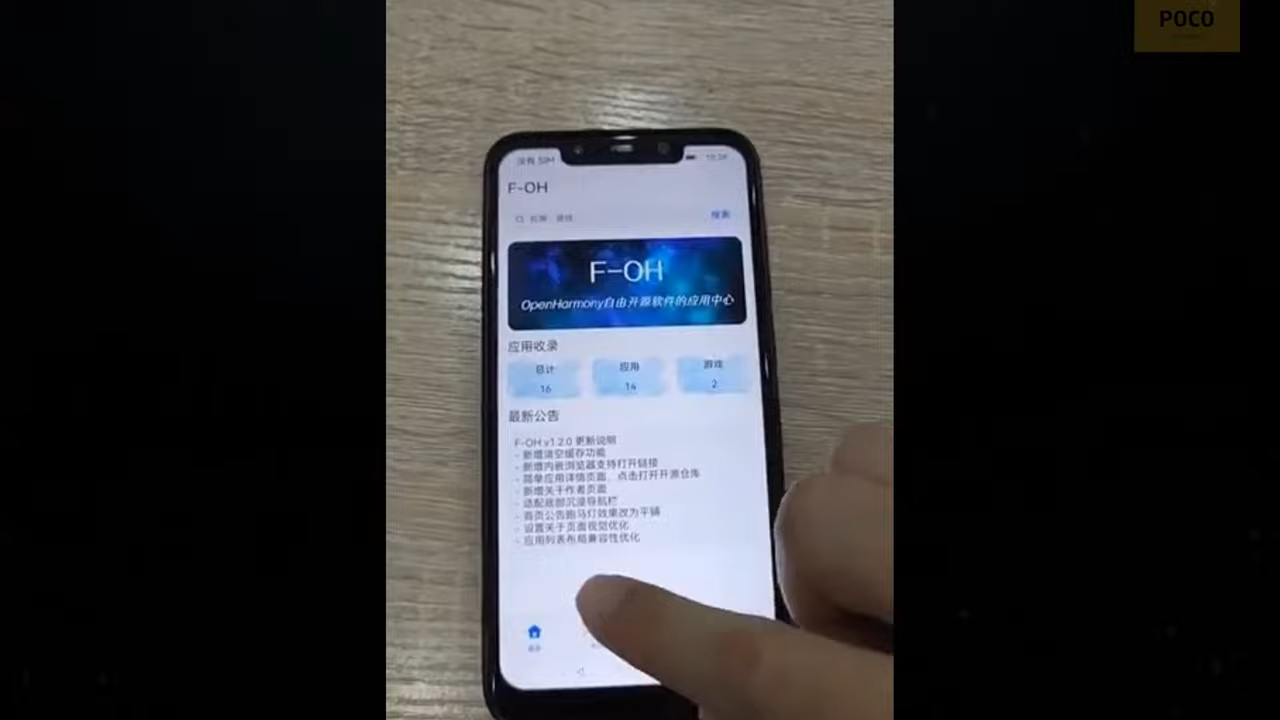 POCO
没有 SIM
F-OH
搜索
F-OH
OpenHarmony自由开源软件的应用中心
应用收录
总计
应用
游戏
16
14
2
最新公告
F-OH v1.2.0 更新说明
- 新增清空缓存功能
- 新增内嵌浏览器支持打开链接
- 简单应用详情页面，点击打开开源仓库
- 新增关于作者页面
- 适配底部沉浸导航栏
- 首页公告跑马灯效果改为平铺
- 设置关于页面视觉优化
- 应用列表布局兼容性优化